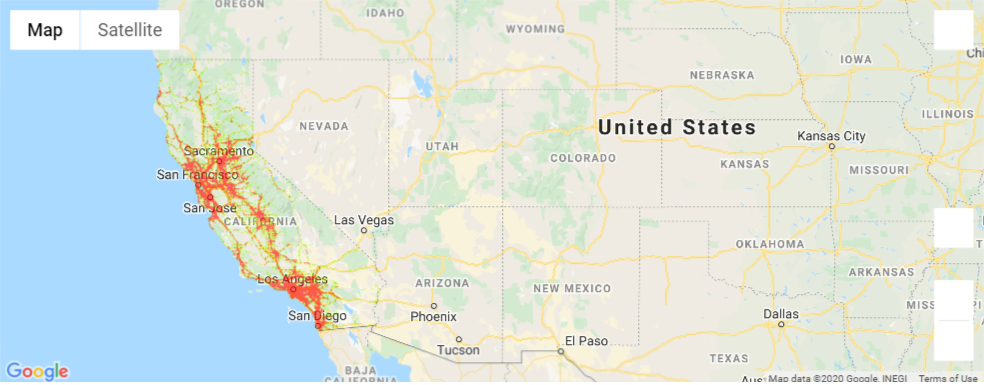 OREGON
IDAHO
WYOMING
Map
Satellite
Chi
IOWA
NEBRASKA
ILLINOIS
NEVADA
United States
Kansas City
UTAH
Sacramento
COLORADO
KANSAS
MISSOURI
San Francisco
San Jose
CALIFORNIA
Las Vegas
OKLAHOMA
ARKANSAS
Los Angeles
ARIZONA
NEW MEXICO
MISSISS
San Diego
Phoenix
Dallas
El Paso
Tucson
TEXAS
Google
BAJA
CALIFORNIA
Aus
Map data ©2020 Google, INEGI
Terms of Use